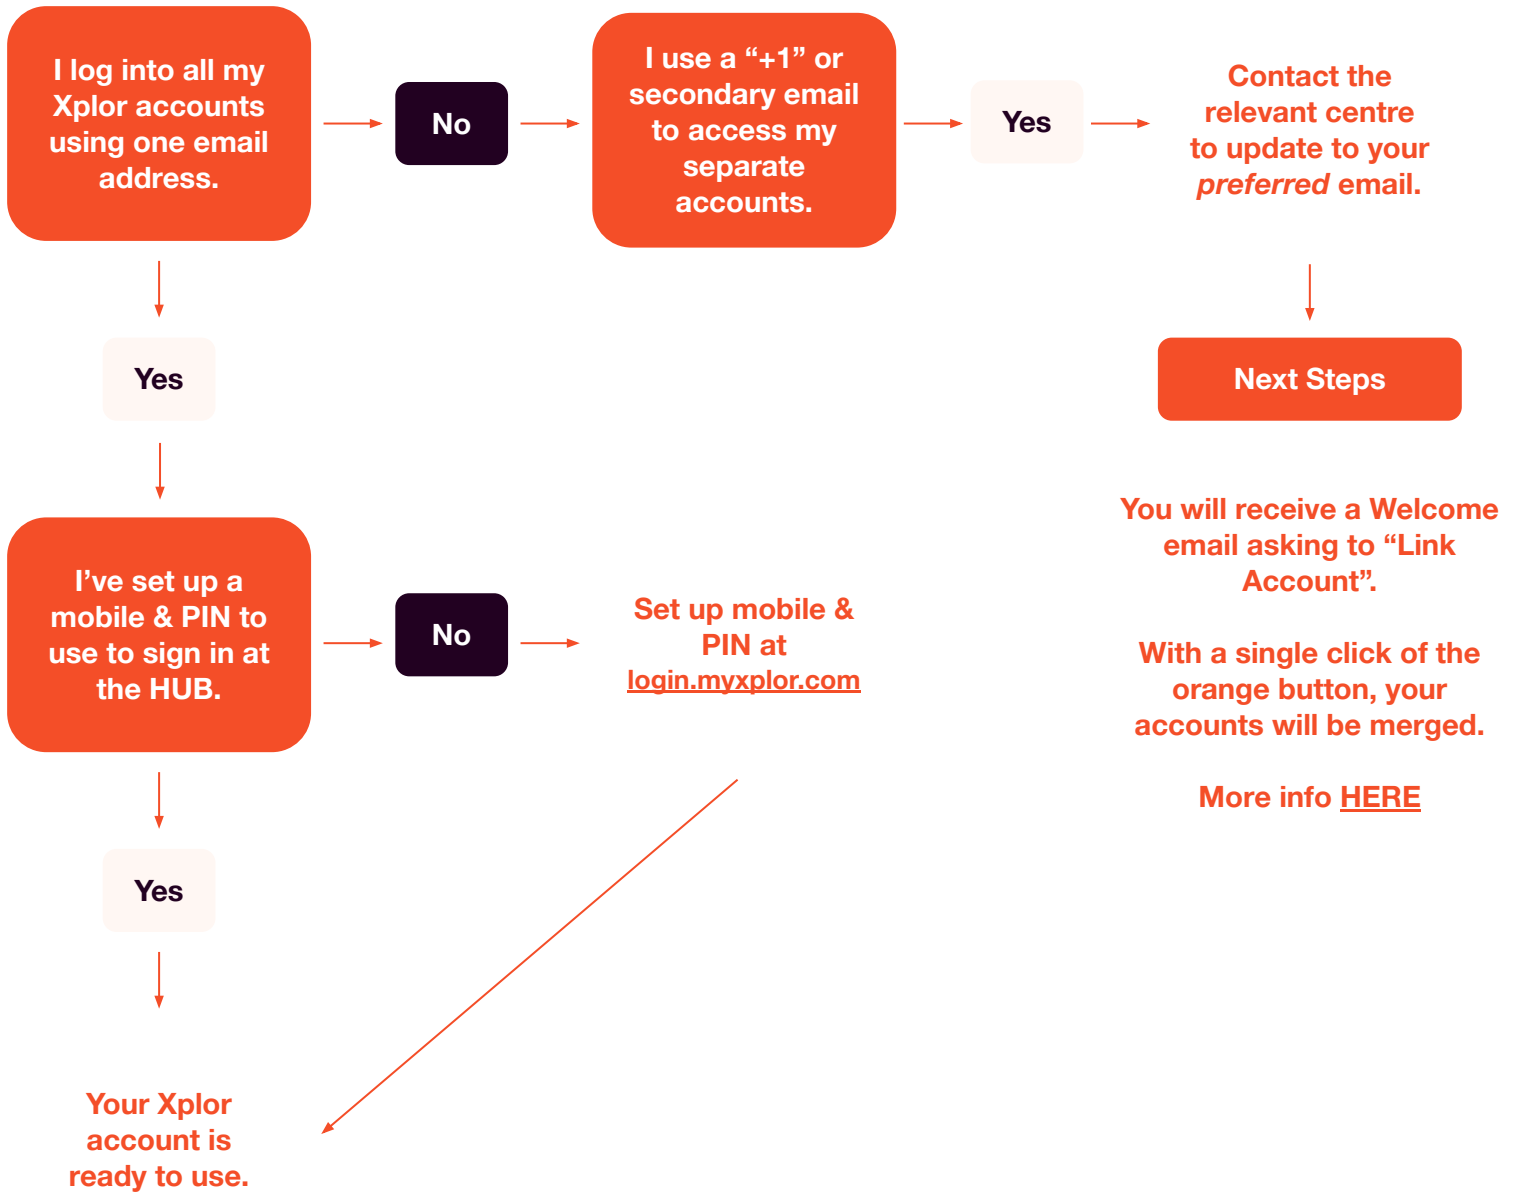 I log into all my
Xplor accounts
using one email
address.
No
I use a “+1” or
secondary email
to access my
separate
accounts.
Yes
Contact the
relevant centre
to update to your
preferred email.
Yes
Next Steps
You will receive a Welcome
email asking to “Link
Account”.
With a single click of the
orange button, your
accounts will be merged.
More info HERE
I’ve set up a
mobile & PIN to
use to sign in at
the HUB.
No
Set up mobile &
PIN at
login.myxplor.com
Yes
Your Xplor
account is
ready to use.